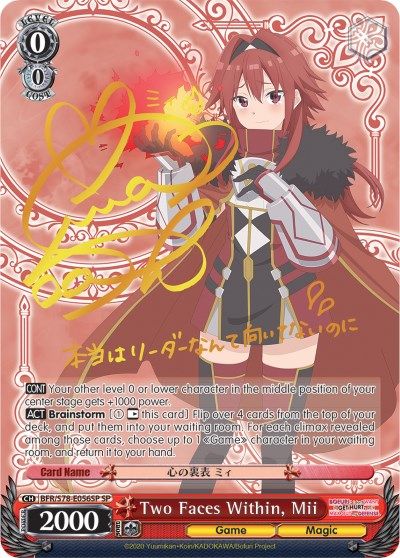 LEVEL
0
0
COST
ミィ
本当はリーダーなんて向いてないのに
CONT Your other level 0 or lower character in the middle position of your
center stage gets +1000 power.
ACT Brainstorm [① this card] Flip over 4 cards from the top of your
deck, and put them into your waiting room. For each climax revealed
among those cards, choose up to 1 «Game» character in your waiting
room, and return it to your hand.
Card Name
心の裏表 ミィ
CH BFR/S78-E056SP SP
POWER 2000
Two Faces Within, Mii
Game
Magic
©2020 Yuumikan•Koin/KADOKAWA/Bofuri Project